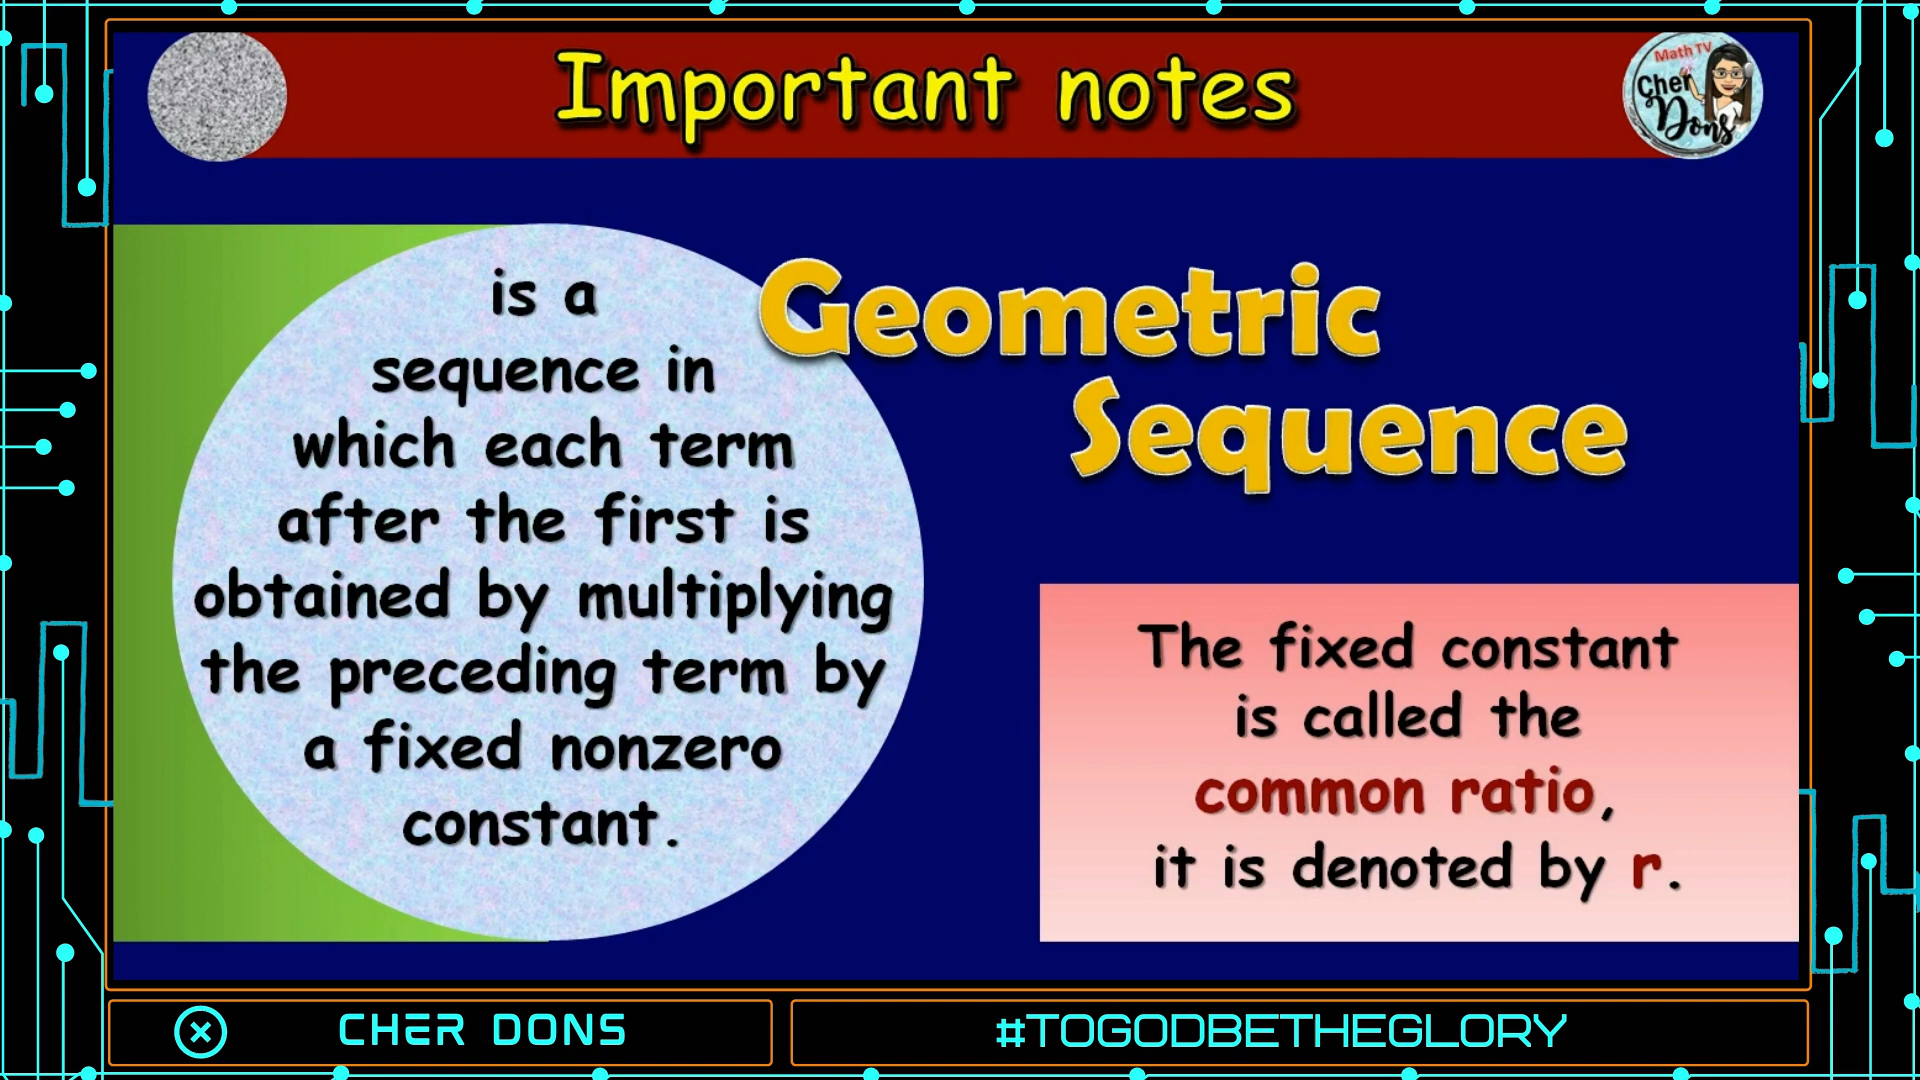 Important notes
Math TV
Cher
Dons
Geometric
Sequence
is a
sequence in
which each term
after the first is
obtained by multiplying
the preceding term by
a fixed nonzero
constant.
The fixed constant
is called the
common ratio,
it is denoted by r.
CHER DONS
#TOGODBETHEGLORY